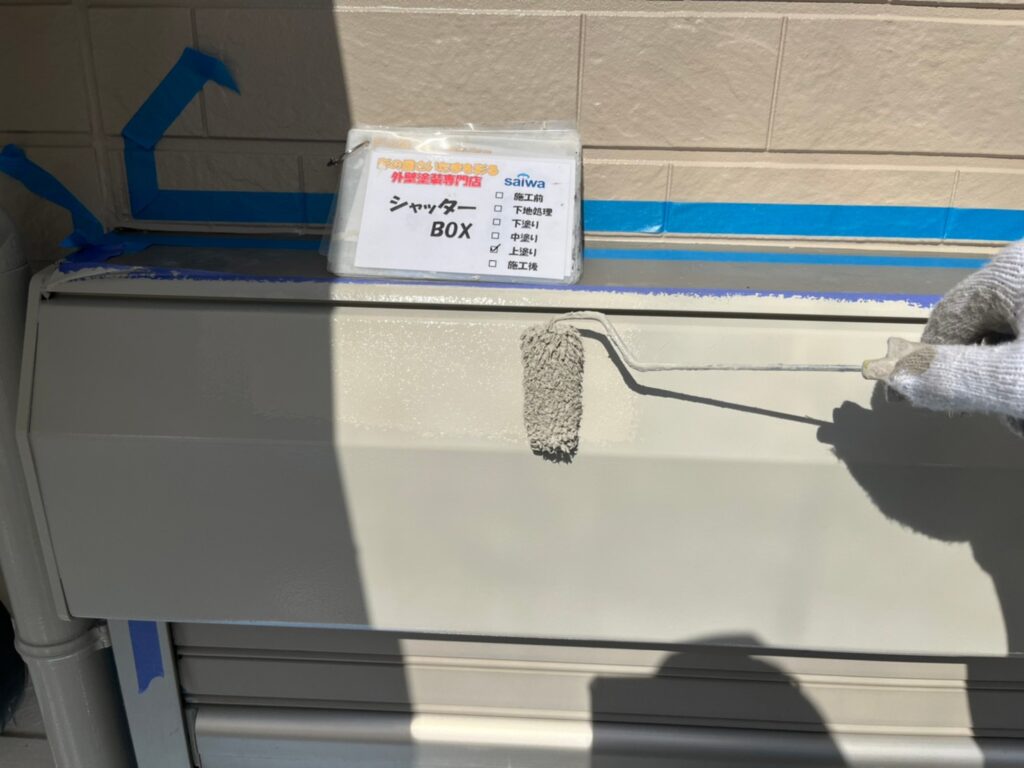 外壁塗装専門店
saiwa
シャッター
BOX
□ 施工前
□ 下地処理
□ 下塗り
□ 中塗り
☑ 上塗り
□ 施工後